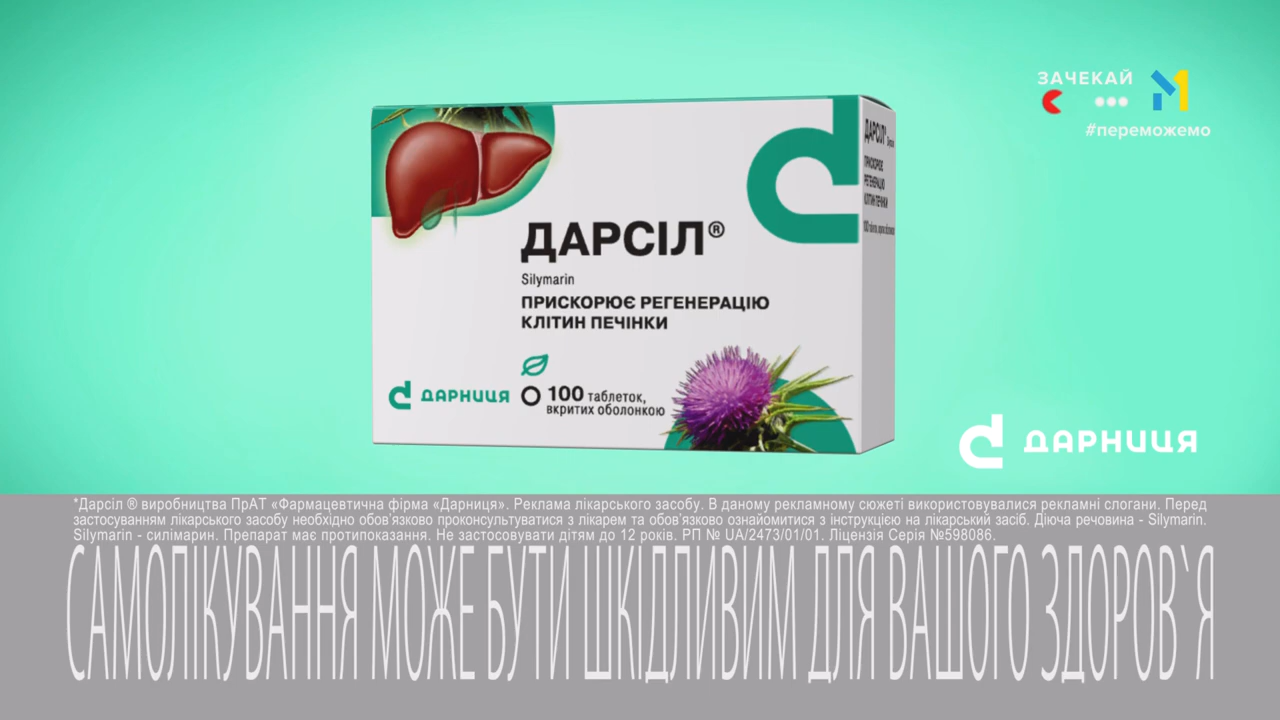 ЗАЧЕКАЙ
М1
#переможемо
ДАРСІЛ®
Silymarin
ПРИСКОРЮЄ РЕГЕНЕРАЦІЮ
КЛІТИН ПЕЧІНКИ
ДАРНИЦЯ
100 таблеток,
вкритих оболонкою
ДАРСІЛ®
ПРИСКОРЮЄ
РЕГЕНЕРАЦІЮ
КЛІТИН ПЕЧІНКИ
ДАРНИЦЯ
*Дарсіл ® виробництва ПрАТ «Фармацевтична фірма «Дарниця». Реклама лікарського засобу. В даному рекламному сюжеті використовувалися рекламні слогани. Перед
застосуванням лікарського засобу необхідно обов'язково проконсультуватися з лікарем та обов'язково ознайомитися з інструкцією на лікарський засіб. Діюча речовина - Silymarin.
Silymarin - силімарин. Препарат має протипоказання. Не застосовувати дітям до 12 років. РП № UA/2473/01/01. Ліцензія Серія №598086.
САМОЛІКУВАННЯ МОЖЕ БУТИ ШКІДЛИВИМ ДЛЯ ВАШОГО ЗДОРОВ`Я